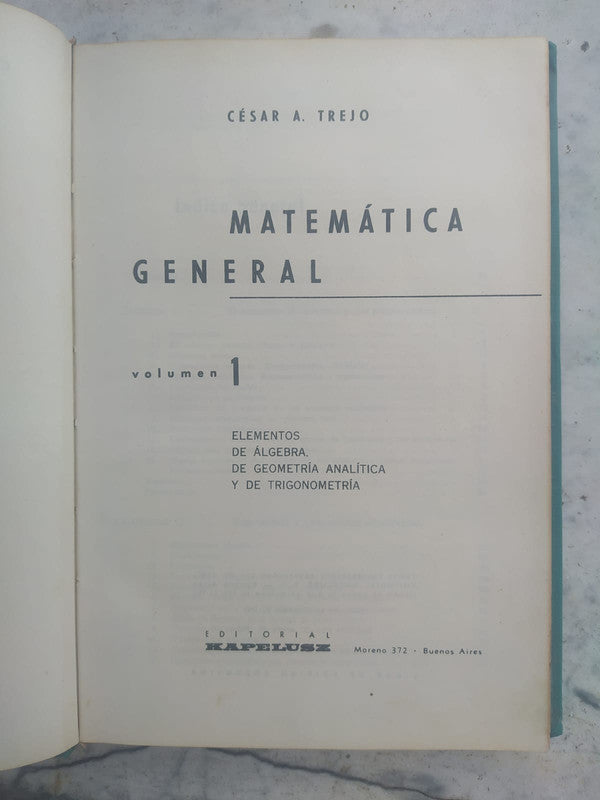 CÉSAR A. TREJO
MATEMÁTICA
GENERAL
volumen 1
ELEMENTOS
DE ÁLGEBRA.
DE GEOMETRÍA ANALÍTICA
Y DE TRIGONOMETRÍA
EDITORIAL
KAPELUSZ Moreno 372 · Buenos Aires